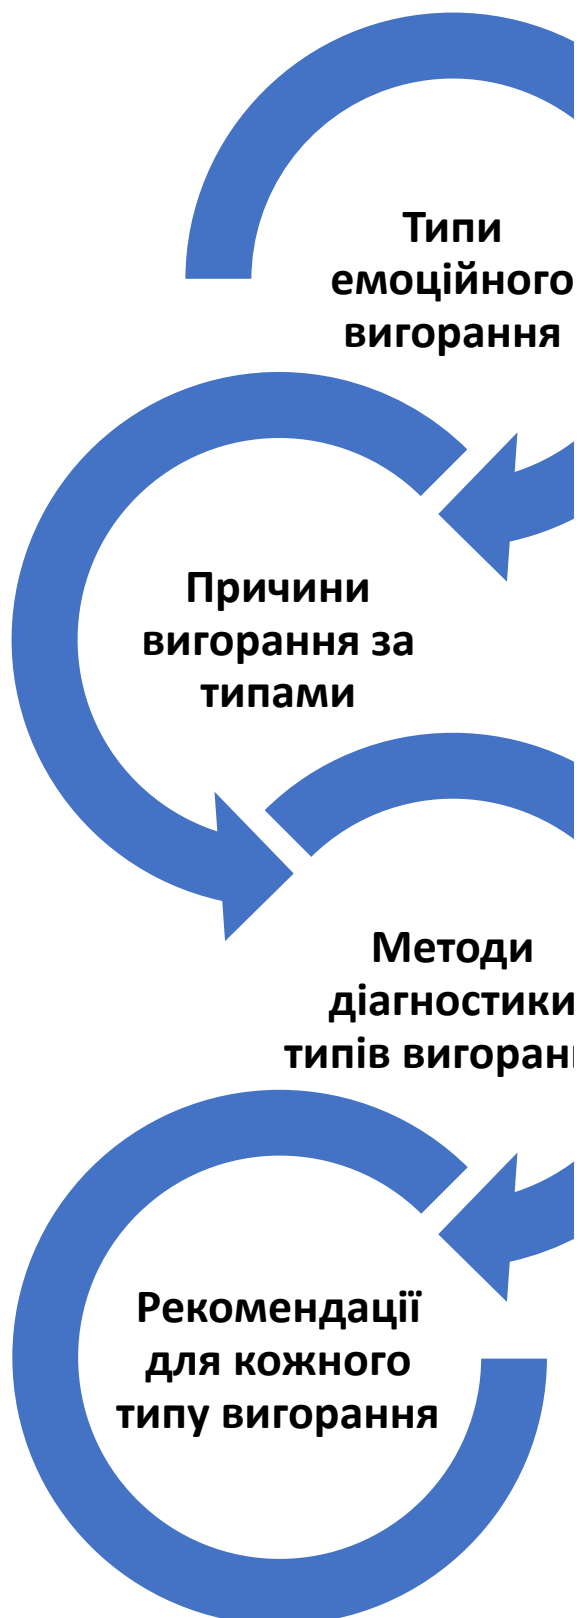 Типи
емоційного
вигорання
Причини
вигорання за
типами
Методи
діагностики
типів
Рекомендації
для кожного
типу вигорання